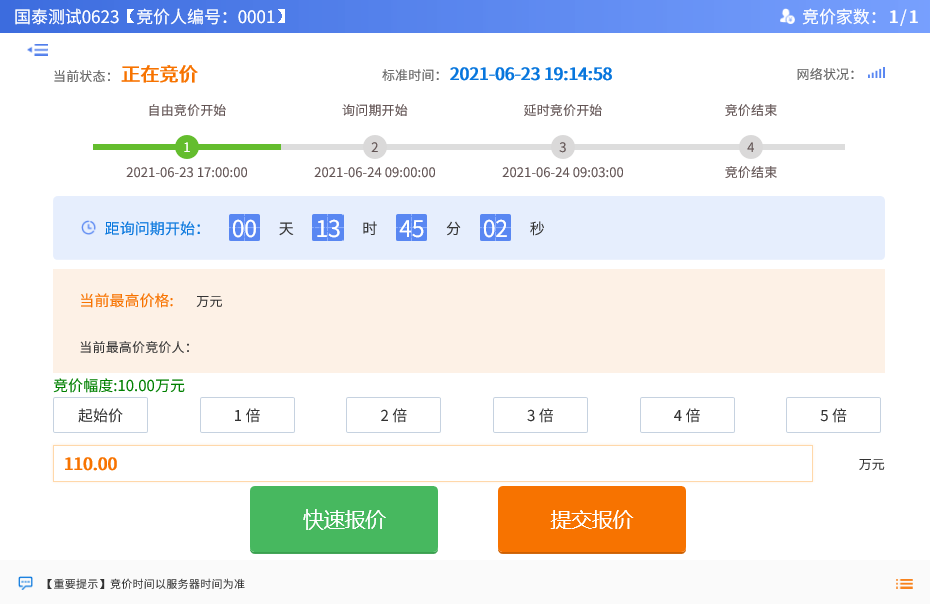 国泰测试0623【竞价人编号：0001】 竞价家数：1/1
当前状态：正在竞价 标准时间：2021-06-23 19:14:58 网络状况：
自由竞价开始 询问期开始 延时竞价开始 竞价结束
1 2 3 4
2021-06-23 17:00:00 2021-06-24 09:00:00 2021-06-24 09:03:00 竞价结束
距询问期开始： 00 天 13 时 45 分 02 秒
当前最高价格: 万元
当前最高价竞价人：
竞价幅度:10.00万元
起始价 1 倍 2 倍 3 倍 4 倍 5 倍
110.00 万元
快速报价 提交报价
【重要提示】竞价时间以服务器时间为准